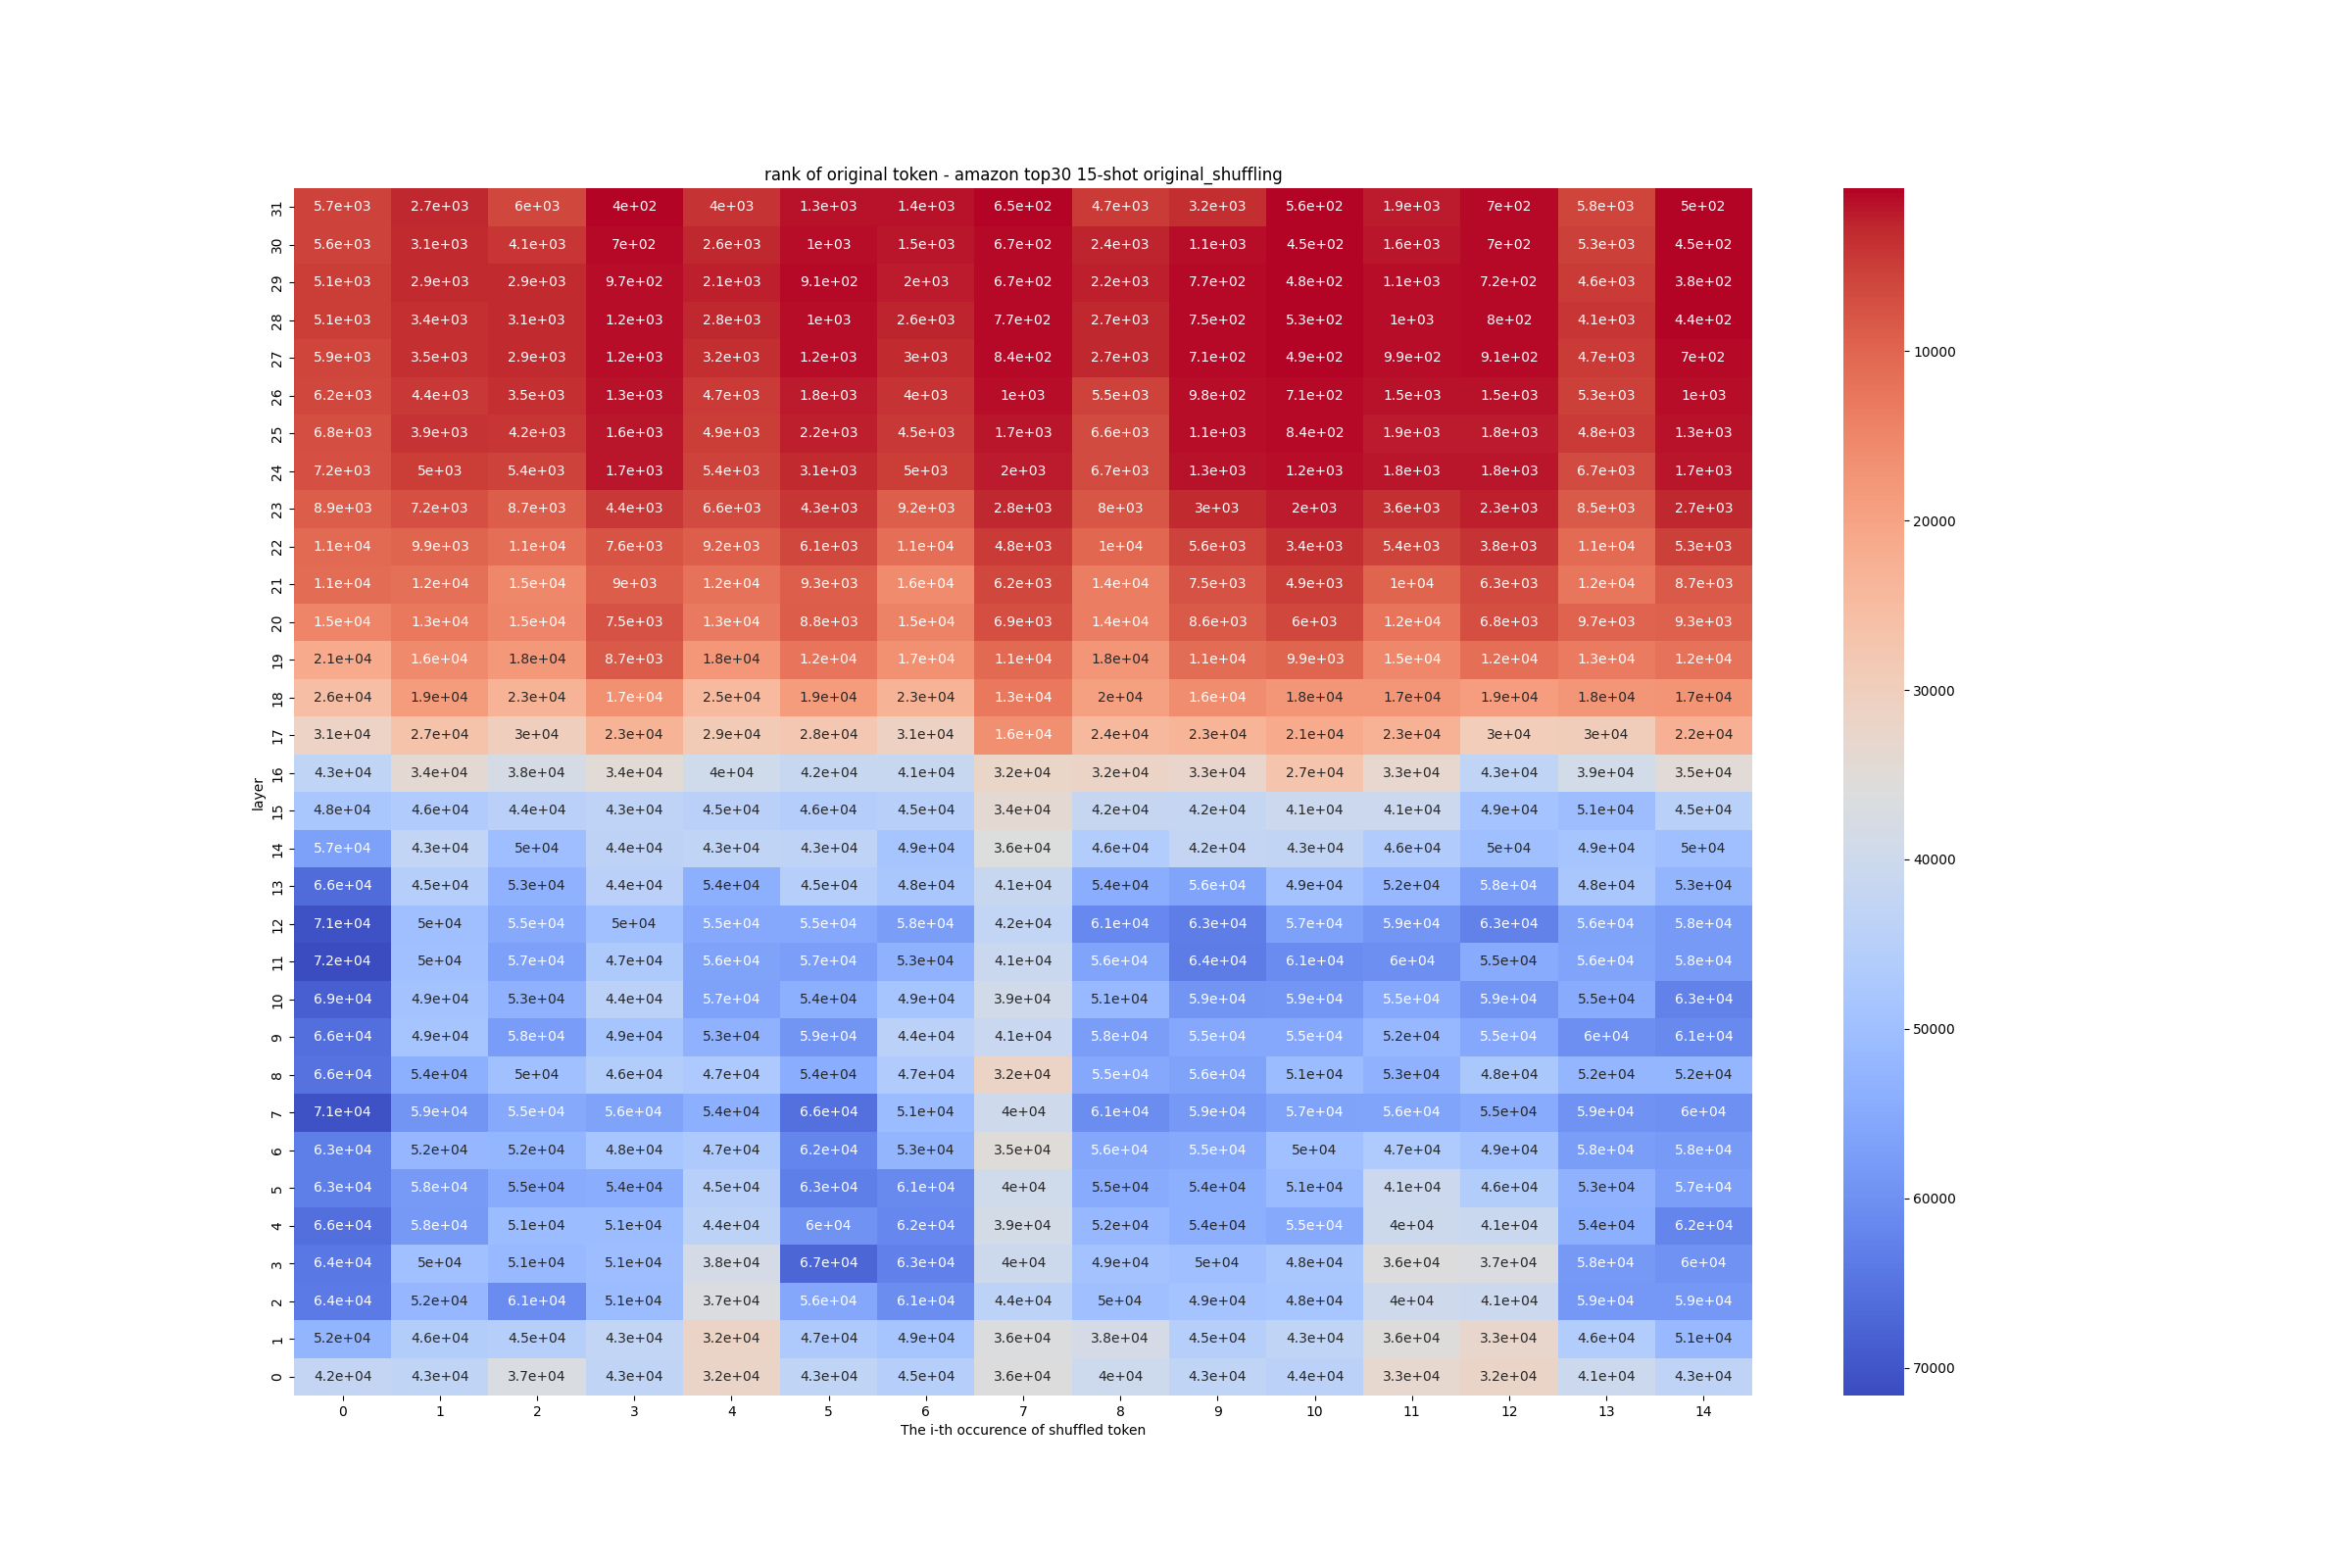 rank of original token - amazon top30 15-shot original_shuffling
31 5.7e+03 2.7e+03 6e+03 4e+02 4e+03 1.3e+03 1.4e+03 6.5e+02 4.7e+03 3.2e+03 5.6e+02 1.9e+03 7e+02 5.8e+03 5e+02
30 5.6e+03 3.1e+03 4.1e+03 7e+02 2.6e+03 1e+03 1.5e+03 6.7e+02 2.4e+03 1.1e+03 4.5e+02 1.6e+03 7e+02 5.3e+03 4.5e+02
29 5.1e+03 2.9e+03 2.9e+03 9.7e+02 2.1e+03 9.1e+02 2e+03 6.7e+02 2.2e+03 7.7e+02 4.8e+02 1.1e+03 7.2e+02 4.6e+03 3.8e+02
28 5.1e+03 3.4e+03 3.1e+03 1.2e+03 2.8e+03 1e+03 2.6e+03 7.7e+02 2.7e+03 7.5e+02 5.3e+02 1e+03 8e+02 4.1e+03 4.4e+02
27 5.9e+03 3.5e+03 2.9e+03 1.2e+03 3.2e+03 1.2e+03 3e+03 8.4e+02 2.7e+03 7.1e+02 4.9e+02 9.9e+02 9.1e+02 4.7e+03 7e+02
26 6.2e+03 4.4e+03 3.5e+03 1.3e+03 4.7e+03 1.8e+03 4e+03 1e+03 5.5e+03 9.8e+02 7.1e+02 1.5e+03 1.5e+03 5.3e+03 1e+03
25 6.8e+03 3.9e+03 4.2e+03 1.6e+03 4.9e+03 2.2e+03 4.5e+03 1.7e+03 6.6e+03 1.1e+03 8.4e+02 1.9e+03 1.8e+03 4.8e+03 1.3e+03
24 7.2e+03 5e+03 5.4e+03 1.7e+03 5.4e+03 3.1e+03 5e+03 2e+03 6.7e+03 1.3e+03 1.2e+03 1.8e+03 1.8e+03 6.7e+03 1.7e+03
23 8.9e+03 7.2e+03 8.7e+03 4.4e+03 6.6e+03 4.3e+03 9.2e+03 2.8e+03 8e+03 3e+03 2e+03 3.6e+03 2.3e+03 8.5e+03 2.7e+03
22 1.1e+04 9.9e+03 1.1e+04 7.6e+03 9.2e+03 6.1e+03 1.1e+04 4.8e+03 1e+04 5.6e+03 3.4e+03 5.4e+03 3.8e+03 1.1e+04 5.3e+03
21 1.1e+04 1.2e+04 1.5e+04 9e+03 1.2e+04 9.3e+03 1.6e+04 6.2e+03 1.4e+04 7.5e+03 4.9e+03 1e+04 6.3e+03 1.2e+04 8.7e+03
20 1.5e+04 1.3e+04 1.5e+04 7.5e+03 1.3e+04 8.8e+03 1.5e+04 6.9e+03 1.4e+04 8.6e+03 6e+03 1.2e+04 6.8e+03 9.7e+03 9.3e+03
19 2.1e+04 1.6e+04 1.8e+04 8.7e+03 1.8e+04 1.2e+04 1.7e+04 1.1e+04 1.8e+04 1.1e+04 9.9e+03 1.5e+04 1.2e+04 1.3e+04 1.2e+04
18 2.6e+04 1.9e+04 2.3e+04 1.7e+04 2.5e+04 1.9e+04 2.3e+04 1.3e+04 2e+04 1.6e+04 1.8e+04 1.7e+04 1.9e+04 1.8e+04 1.7e+04
17 3.1e+04 2.7e+04 3e+04 2.3e+04 2.9e+04 2.8e+04 3.1e+04 1.6e+04 2.4e+04 2.3e+04 2.1e+04 2.3e+04 3e+04 3e+04 2.2e+04
16 4.3e+04 3.4e+04 3.8e+04 3.4e+04 4e+04 4.2e+04 4.1e+04 3.2e+04 3.2e+04 3.3e+04 2.7e+04 3.3e+04 4.3e+04 3.9e+04 3.5e+04
15 4.8e+04 4.6e+04 4.4e+04 4.3e+04 4.5e+04 4.6e+04 4.5e+04 3.4e+04 4.2e+04 4.2e+04 4.1e+04 4.1e+04 4.9e+04 5.1e+04 4.5e+04
14 5.7e+04 4.3e+04 5e+04 4.4e+04 4.3e+04 4.3e+04 4.9e+04 3.6e+04 4.6e+04 4.2e+04 4.3e+04 4.6e+04 5e+04 4.9e+04 5e+04
13 6.6e+04 4.5e+04 5.3e+04 4.4e+04 5.4e+04 4.5e+04 4.8e+04 4.1e+04 5.4e+04 5.6e+04 4.9e+04 5.2e+04 5.8e+04 4.8e+04 5.3e+04
12 7.1e+04 5e+04 5.5e+04 5e+04 5.5e+04 5.5e+04 5.8e+04 4.2e+04 6.1e+04 6.3e+04 5.7e+04 5.9e+04 6.3e+04 5.6e+04 5.8e+04
11 7.2e+04 5e+04 5.7e+04 4.7e+04 5.6e+04 5.7e+04 5.3e+04 4.1e+04 5.6e+04 6.4e+04 6.1e+04 6e+04 5.5e+04 5.6e+04 5.8e+04
10 6.9e+04 4.9e+04 5.3e+04 4.4e+04 5.7e+04 5.4e+04 4.9e+04 3.9e+04 5.1e+04 5.9e+04 5.9e+04 5.5e+04 5.9e+04 5.5e+04 6.3e+04
9 6.6e+04 4.9e+04 5.8e+04 4.9e+04 5.3e+04 5.9e+04 4.4e+04 4.1e+04 5.8e+04 5.5e+04 5.5e+04 5.2e+04 5.5e+04 6e+04 6.1e+04
8 6.6e+04 5.4e+04 5e+04 4.6e+04 4.7e+04 5.4e+04 4.7e+04 3.2e+04 5.5e+04 5.6e+04 5.1e+04 5.3e+04 4.8e+04 5.2e+04 5.2e+04
7 7.1e+04 5.9e+04 5.5e+04 5.6e+04 5.4e+04 6.6e+04 5.1e+04 4e+04 6.1e+04 5.9e+04 5.7e+04 5.6e+04 5.5e+04 5.9e+04 6e+04
6 6.3e+04 5.2e+04 5.2e+04 4.8e+04 4.7e+04 6.2e+04 5.3e+04 3.5e+04 5.6e+04 5.5e+04 5e+04 4.7e+04 4.9e+04 5.8e+04 5.8e+04
5 6.3e+04 5.8e+04 5.5e+04 5.4e+04 4.5e+04 6.3e+04 6.1e+04 4e+04 5.5e+04 5.4e+04 5.1e+04 4.1e+04 4.6e+04 5.3e+04 5.7e+04
4 6.6e+04 5.8e+04 5.1e+04 5.1e+04 4.4e+04 6e+04 6.2e+04 3.9e+04 5.2e+04 5.4e+04 5.5e+04 4e+04 4.1e+04 5.4e+04 6.2e+04
3 6.4e+04 5e+04 5.1e+04 5.1e+04 3.8e+04 6.7e+04 6.3e+04 4e+04 4.9e+04 5e+04 4.8e+04 3.6e+04 3.7e+04 5.8e+04 6e+04
2 6.4e+04 5.2e+04 6.1e+04 5.1e+04 3.7e+04 5.6e+04 6.1e+04 4.4e+04 5e+04 4.9e+04 4.8e+04 4e+04 4.1e+04 5.9e+04 5.9e+04
1 5.2e+04 4.6e+04 4.5e+04 4.3e+04 3.2e+04 4.7e+04 4.9e+04 3.6e+04 3.8e+04 4.5e+04 4.3e+04 3.6e+04 3.3e+04 4.6e+04 5.1e+04
0 4.2e+04 4.3e+04 3.7e+04 4.3e+04 3.2e+04 4.3e+04 4.5e+04 3.6e+04 4e+04 4.3e+04 4.4e+04 3.3e+04 3.2e+04 4.1e+04 4.3e+04
0 1 2 3 4 5 6 7 8 9 10 11 12 13 14
The i-th occurence of shuffled token
layer
10000
20000
30000
40000
50000
60000
70000